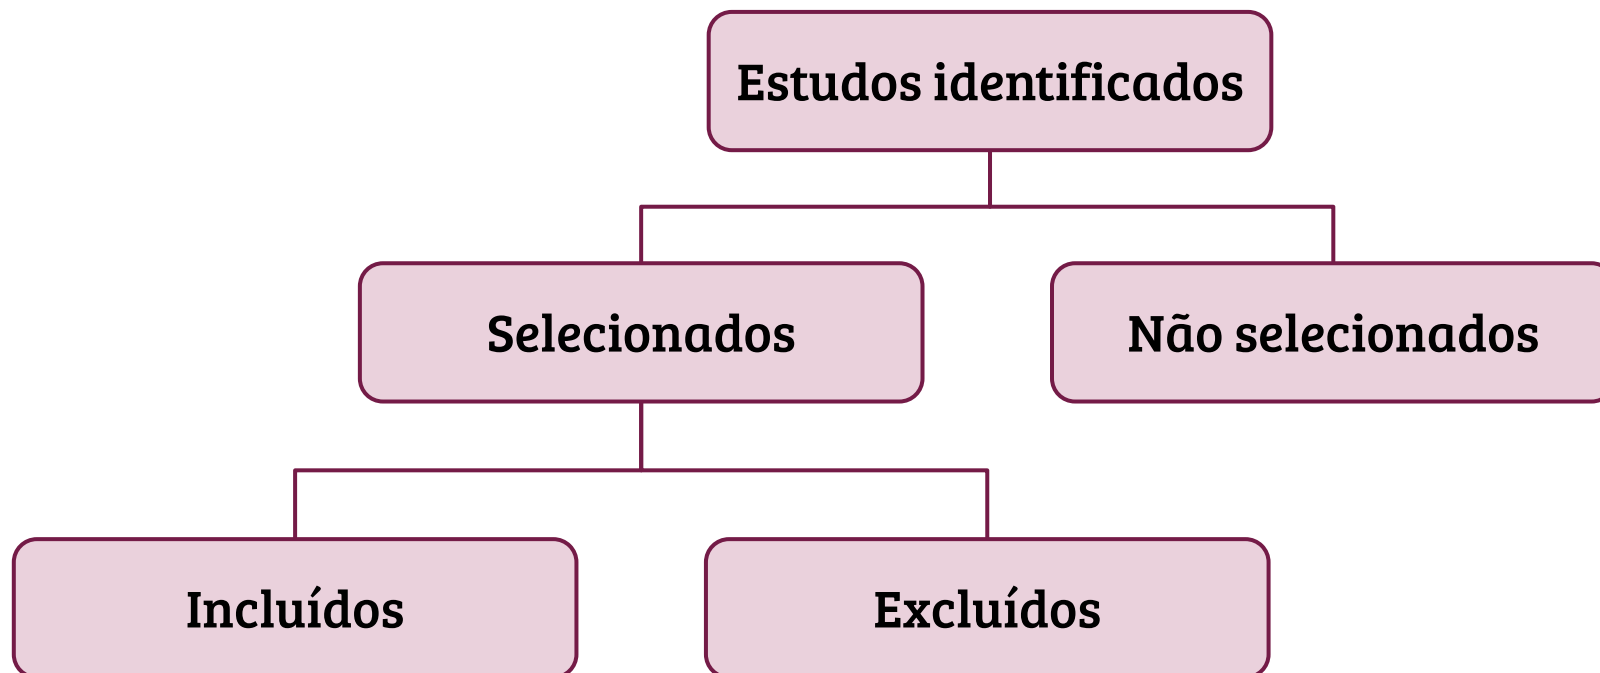 Estudos identificados
Selecionados
Não selecionados
Incluídos
Excluídos